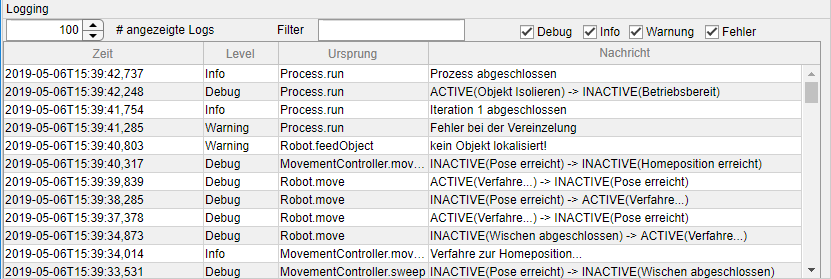 Logging
100 # angezeigte Logs Filter Debug Info Warnung Fehler
Zeit Level Ursprung Nachricht
2019-05-06T15:39:42,737 Info Process.run Prozess abgeschlossen
2019-05-06T15:39:42,248 Debug Process.run ACTIVE(Objekt Isolieren) -> INACTIVE(Betriebsbereit)
2019-05-06T15:39:41,754 Info Process.run Iteration 1 abgeschlossen
2019-05-06T15:39:41,285 Warning Process.run Fehler bei der Vereinzelung
2019-05-06T15:39:40,803 Warning Robot.feedObject kein Objekt lokalisiert!
2019-05-06T15:39:40,317 Debug MovementController.mov... INACTIVE(Pose erreicht) -> INACTIVE(Homeposition erreicht)
2019-05-06T15:39:39,839 Debug Robot.move ACTIVE(Verfahre...) -> INACTIVE(Pose erreicht)
2019-05-06T15:39:38,285 Debug Robot.move INACTIVE(Pose erreicht) -> ACTIVE(Verfahre...)
2019-05-06T15:39:37,378 Debug Robot.move ACTIVE(Verfahre...) -> INACTIVE(Pose erreicht)
2019-05-06T15:39:34,873 Debug Robot.move INACTIVE(Wischen abgeschlossen) -> ACTIVE(Verfahre...)
2019-05-06T15:39:34,014 Info MovementController.mov... Verfahre zur Homeposition...
2019-05-06T15:39:33,531 Debug MovementController.sweep INACTIVE(Pose erreicht) -> INACTIVE(Wischen abgeschlossen)